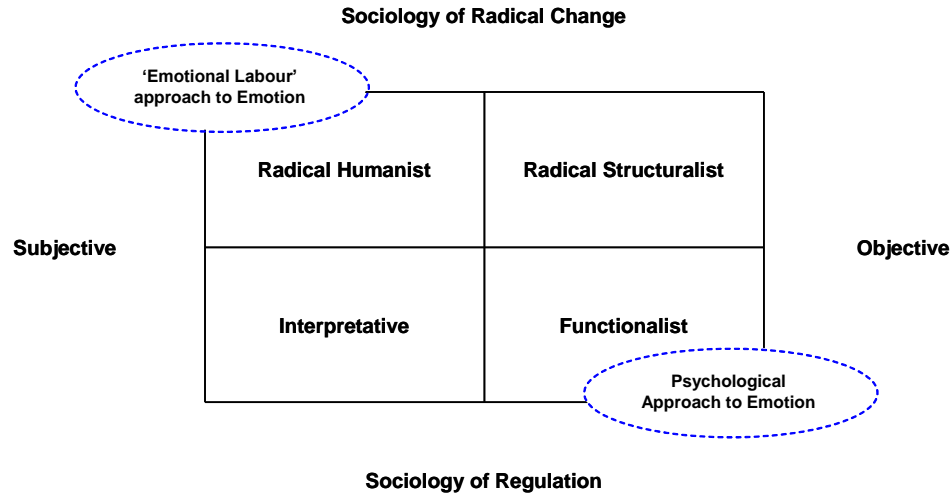 Sociology of Radical Change
‘Emotional Labour’
approach to Emotion
Radical Humanist
Radical Structuralist
Subjective
Objective
Interpretative
Functionalist
Psychological
Approach to Emotion
Sociology of Regulation